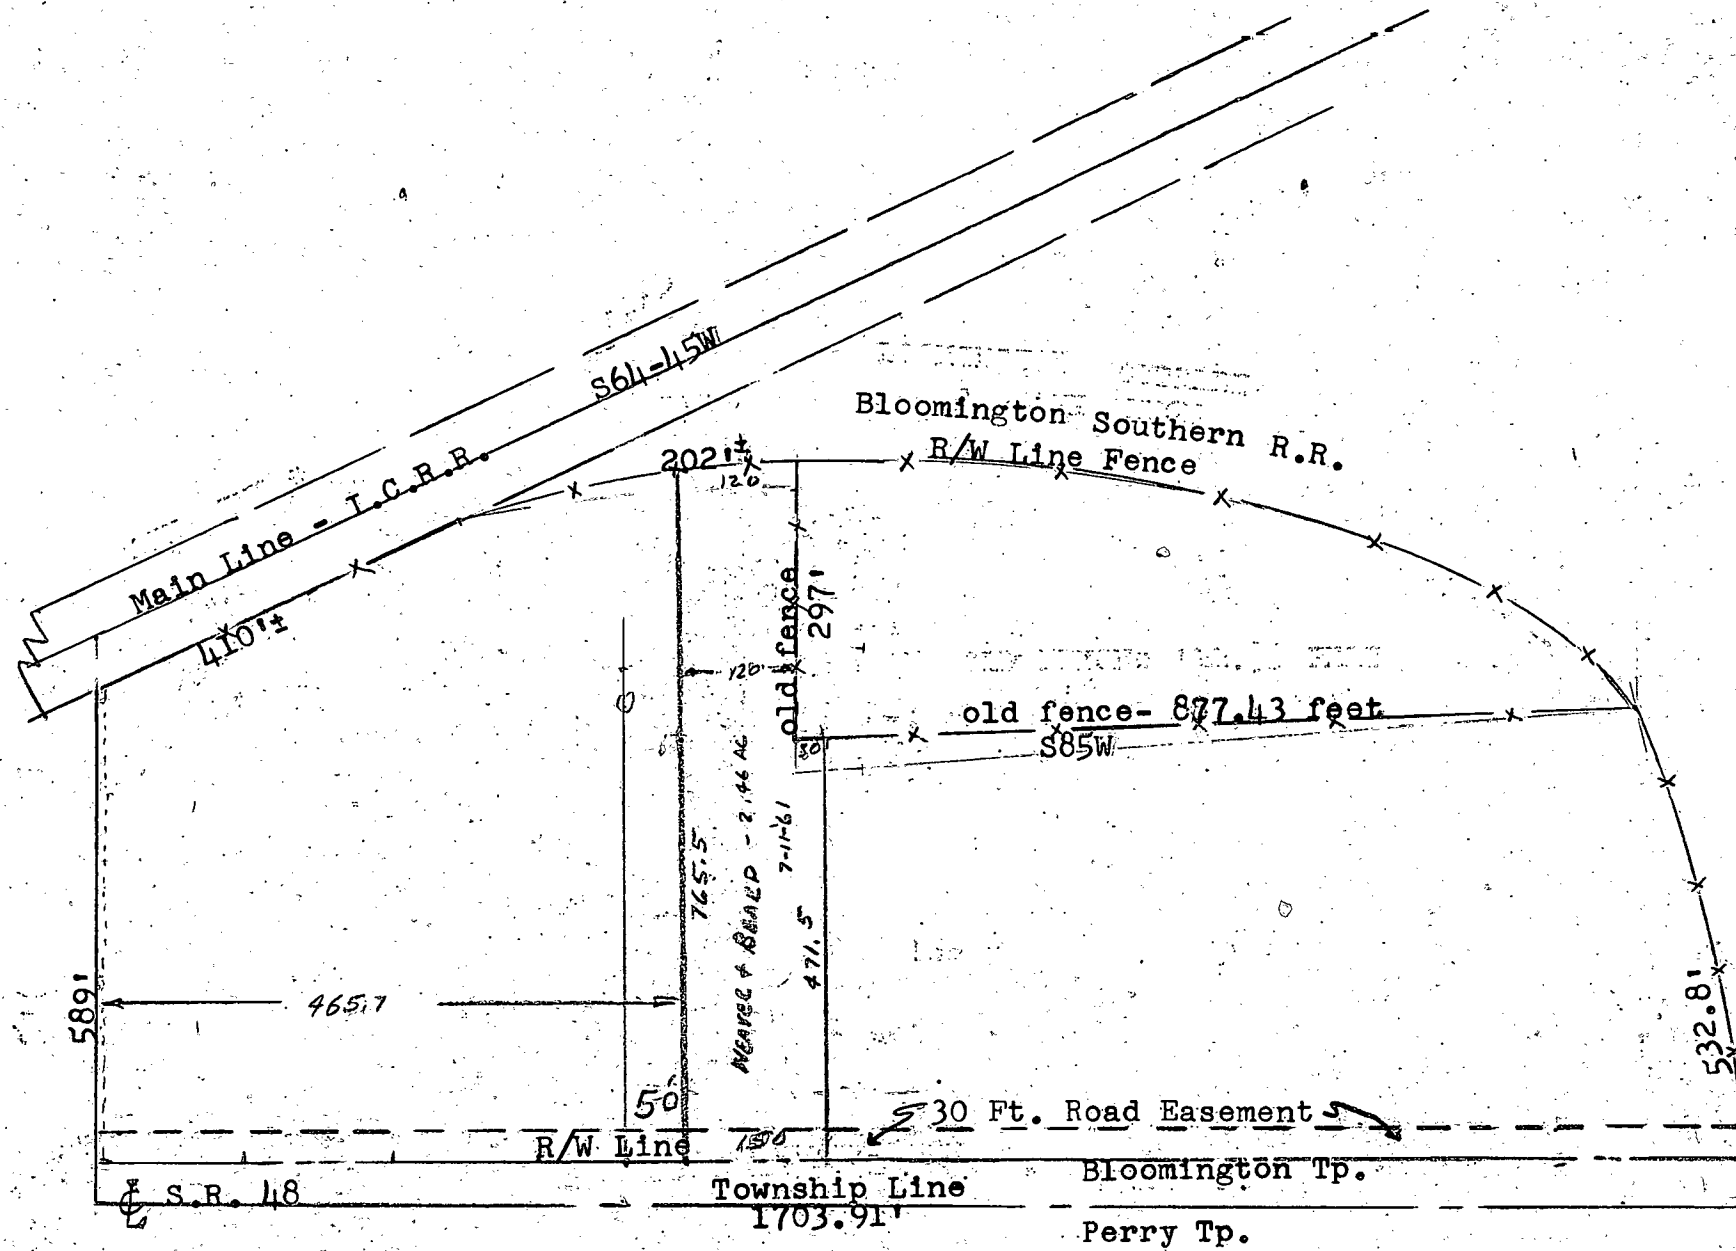 S64-45W
Main Line - I.C.R.R.
410'±
202'±
120
Bloomington Southern R.R.
R/W Line Fence
old fence
297'
120'
old fence- 877.43 feet
S85W
30
765.5
WEAVER & BEARD - 2.46 AC
7-11-61
471.5
589'
465.7
532.8'
50'
30 Ft. Road Easement
R/W Line
150
Bloomington Tp.
℄ S.R. 48
Township Line
1703.91'
Perry Tp.